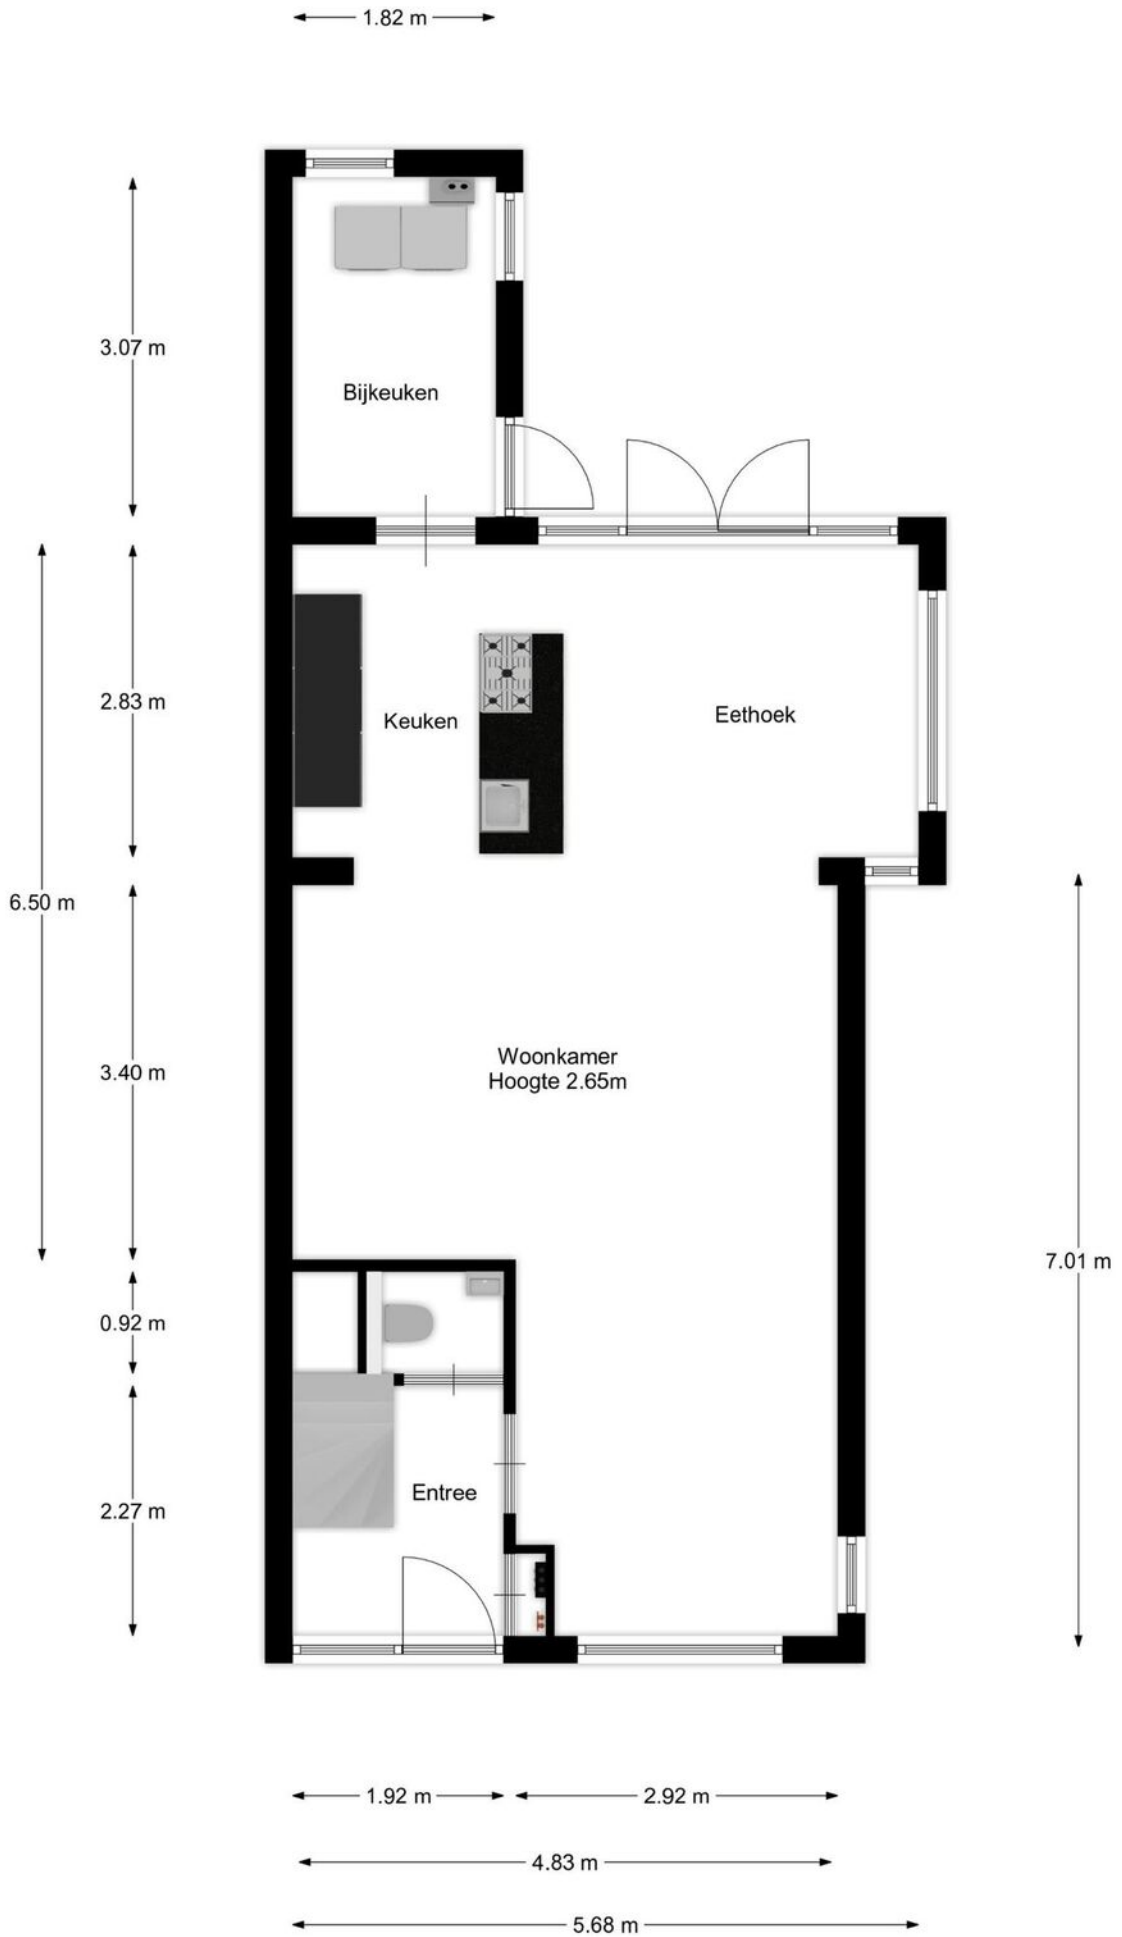 1.82 m
3.07 m
Bijkeuken
2.83 m
Keuken
Eethoek
6.50 m
3.40 m
Woonkamer
Hoogte 2.65m
7.01 m
0.92 m
Entree
2.27 m
1.92 m
2.92 m
4.83 m
5.68 m